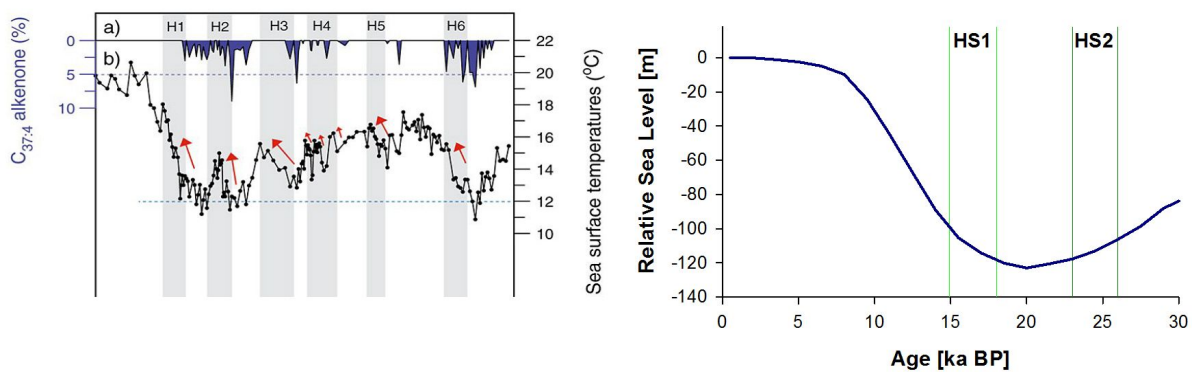 H1 H2 H3 H4 H5 H6
a)
b)
C37:4 alkenone (%)
0
5
10
22
20
18
16
14
12
10
Sea surface temperatures (⁰C)
HS1 HS2
Relative Sea Level [m]
0
-20
-40
-60
-80
-100
-120
-140
0 5 10 15 20 25 30
Age [ka BP]